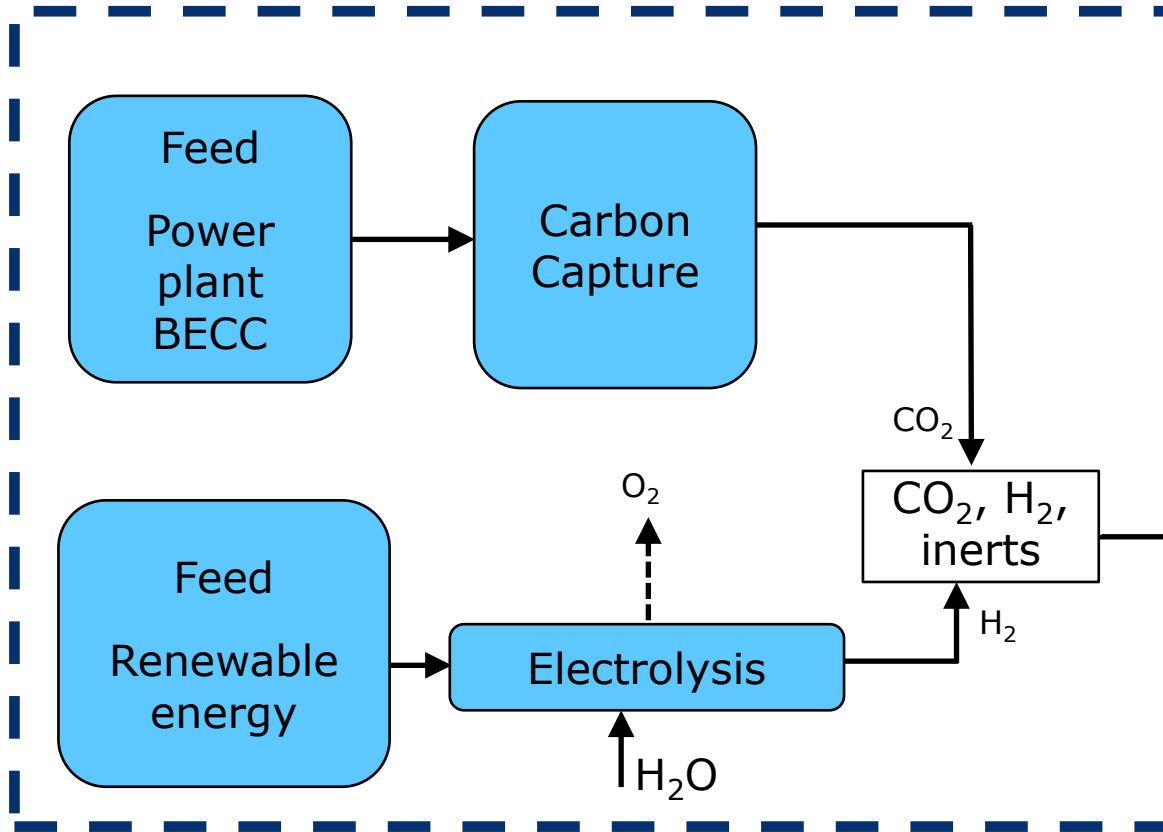 Feed
Power
plant
BECC
Carbon
Capture
CO₂
CO₂, H₂,
inerts
O₂
Feed
Renewable
energy
Electrolysis
H₂
H₂O